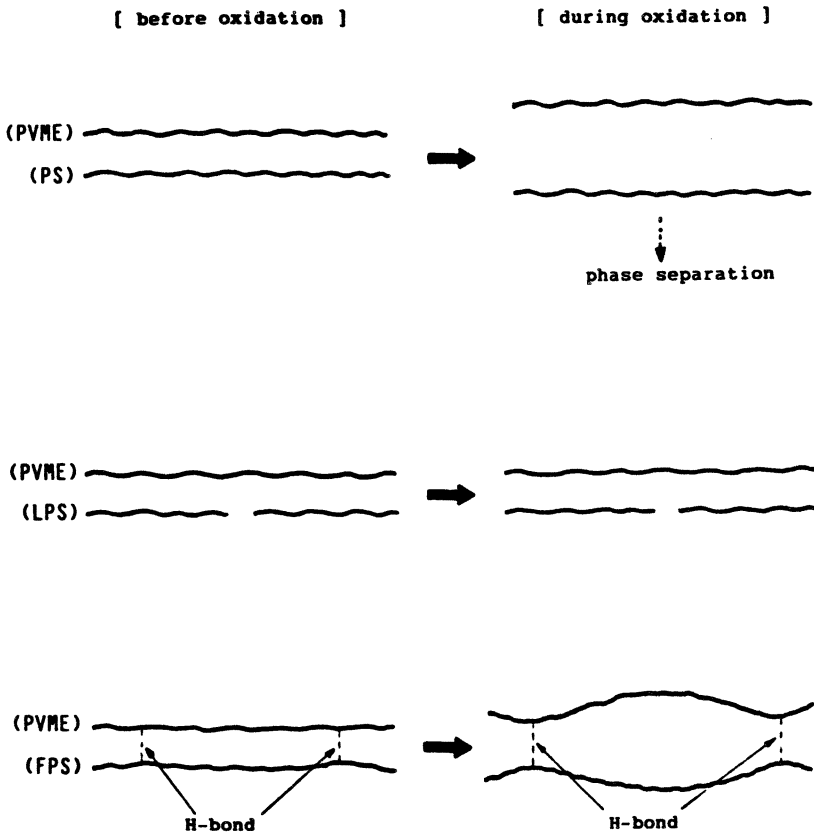 [ before oxidation ]
[ during oxidation ]
(PVME)
(PS)
phase separation
(PVME)
(LPS)
(PVME)
(FPS)
H-bond
H-bond